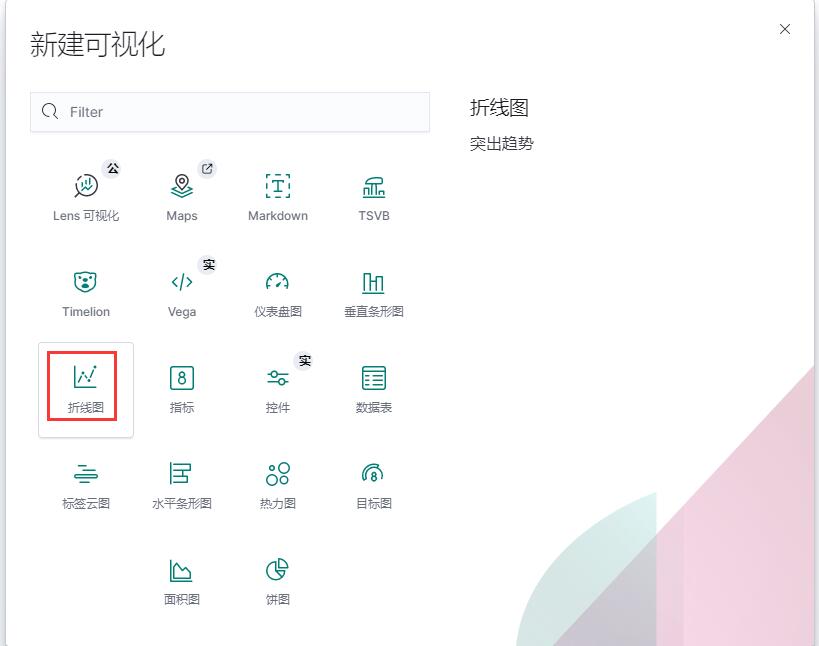 新建可视化
Filter
折线图
突出趋势
公
Lens 可视化
Maps
T
Markdown
TSVB
Timelion
实
Vega
仪表盘图
垂直条形图
折线图
8
指标
实
控件
数据表
标签云图
水平条形图
热力图
8
目标图
面积图
饼图